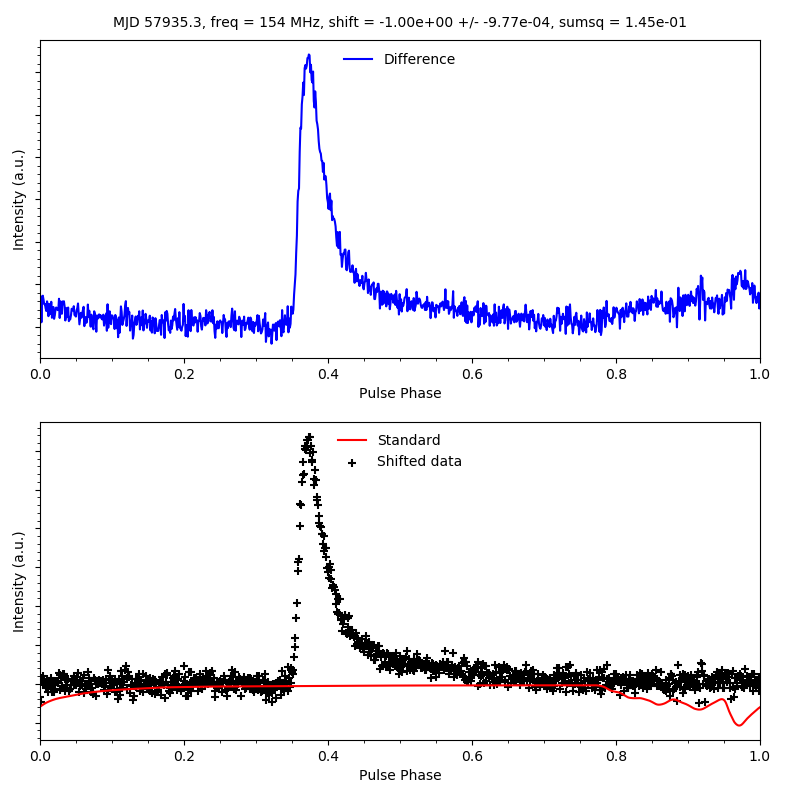 MJD 57935.3, freq = 154 MHz, shift = -1.00e+00 +/- -9.77e-04, sumsq = 1.45e-01
Difference
Intensity (a.u.)
0.0 0.2 0.4 0.6 0.8 1.0
Pulse Phase
Standard
Shifted data
Intensity (a.u.)
0.0 0.2 0.4 0.6 0.8 1.0
Pulse Phase